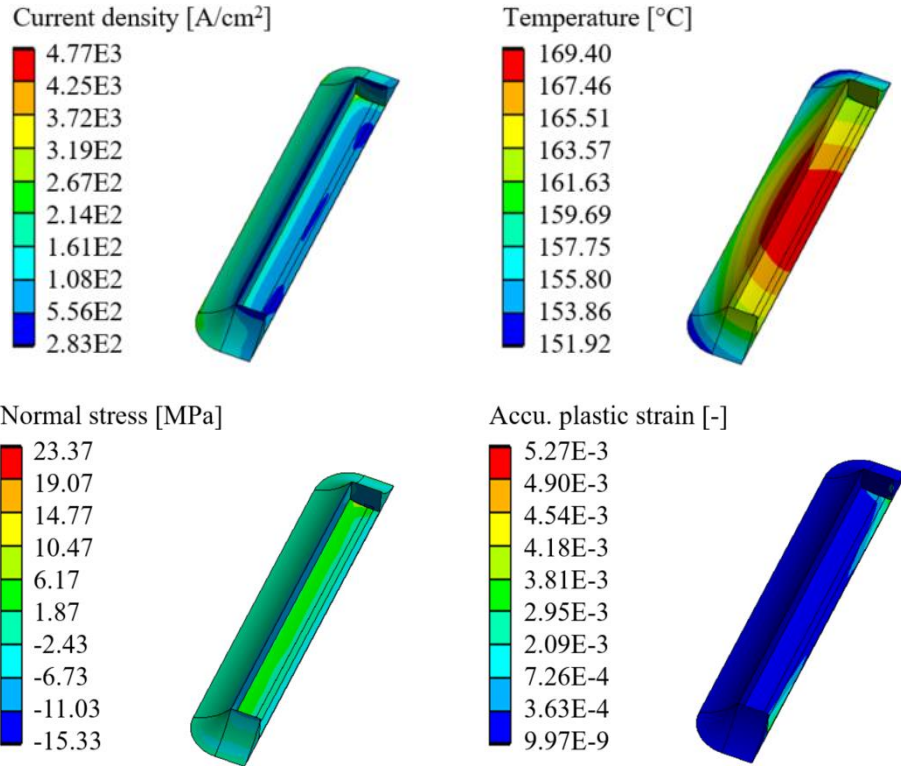 Current density [A/cm²]
4.77E3
4.25E3
3.72E3
3.19E2
2.67E2
2.14E2
1.61E2
1.08E2
5.56E2
2.83E2
Temperature [°C]
169.40
167.46
165.51
163.57
161.63
159.69
157.75
155.80
153.86
151.92
Normal stress [MPa]
23.37
19.07
14.77
10.47
6.17
1.87
-2.43
-6.73
-11.03
-15.33
Accu. plastic strain [-]
5.27E-3
4.90E-3
4.54E-3
4.18E-3
3.81E-3
2.95E-3
2.09E-3
7.26E-4
3.63E-4
9.97E-9